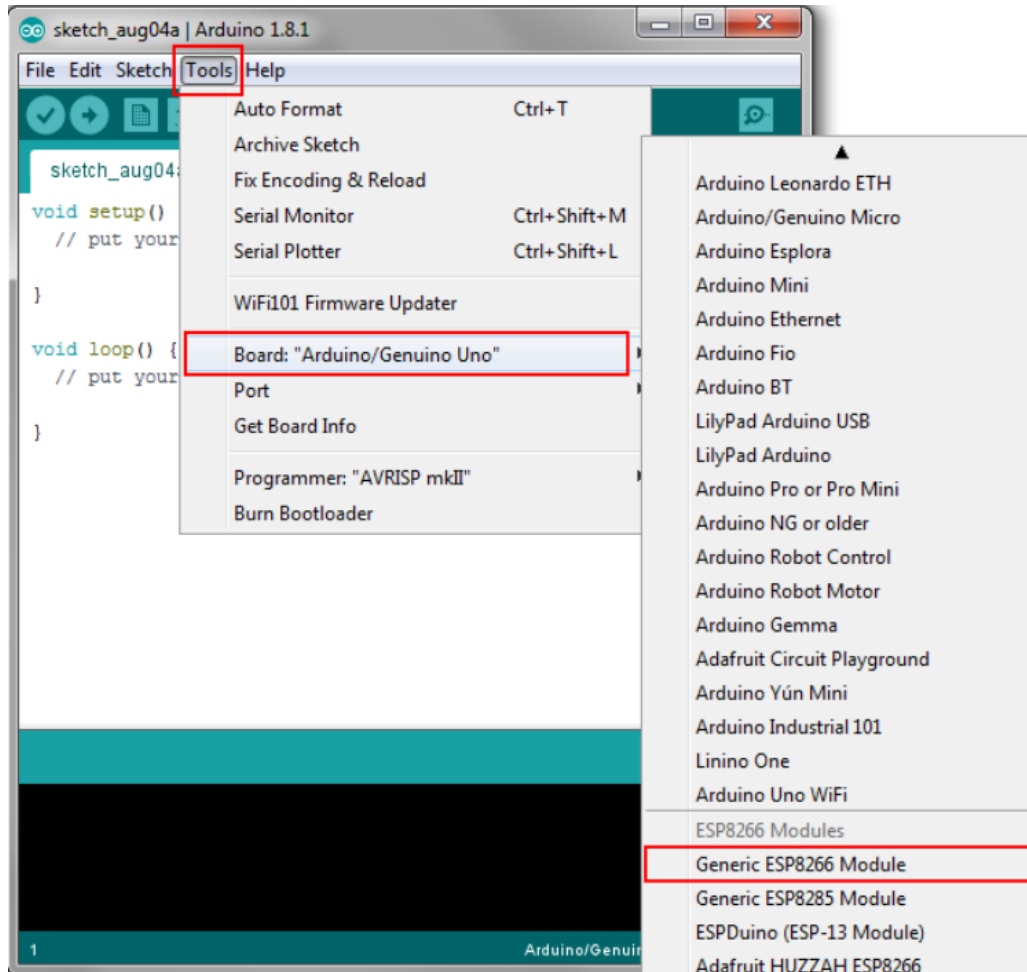 sketch_aug04a | Arduino 1.8.1
File Edit Sketch Tools Help
sketch_aug04a
void setup()
// put your
}
void loop() {
// put your
}
Auto Format Ctrl+T
Archive Sketch
Fix Encoding & Reload
Serial Monitor Ctrl+Shift+M
Serial Plotter Ctrl+Shift+L
WiFi101 Firmware Updater
Board: "Arduino/Genuino Uno"
Port
Get Board Info
Programmer: "AVRISP mkII"
Burn Bootloader
Arduino Leonardo ETH
Arduino/Genuino Micro
Arduino Esplora
Arduino Mini
Arduino Ethernet
Arduino Fio
Arduino BT
LilyPad Arduino USB
LilyPad Arduino
Arduino Pro or Pro Mini
Arduino NG or older
Arduino Robot Control
Arduino Robot Motor
Arduino Gemma
Adafruit Circuit Playground
Arduino Yún Mini
Arduino Industrial 101
Linino One
Arduino Uno WiFi
ESP8266 Modules
Generic ESP8266 Module
Generic ESP8285 Module
ESPDuino (ESP-13 Module)
Adafruit HUZZAH ESP8266
1 Arduino/Genui